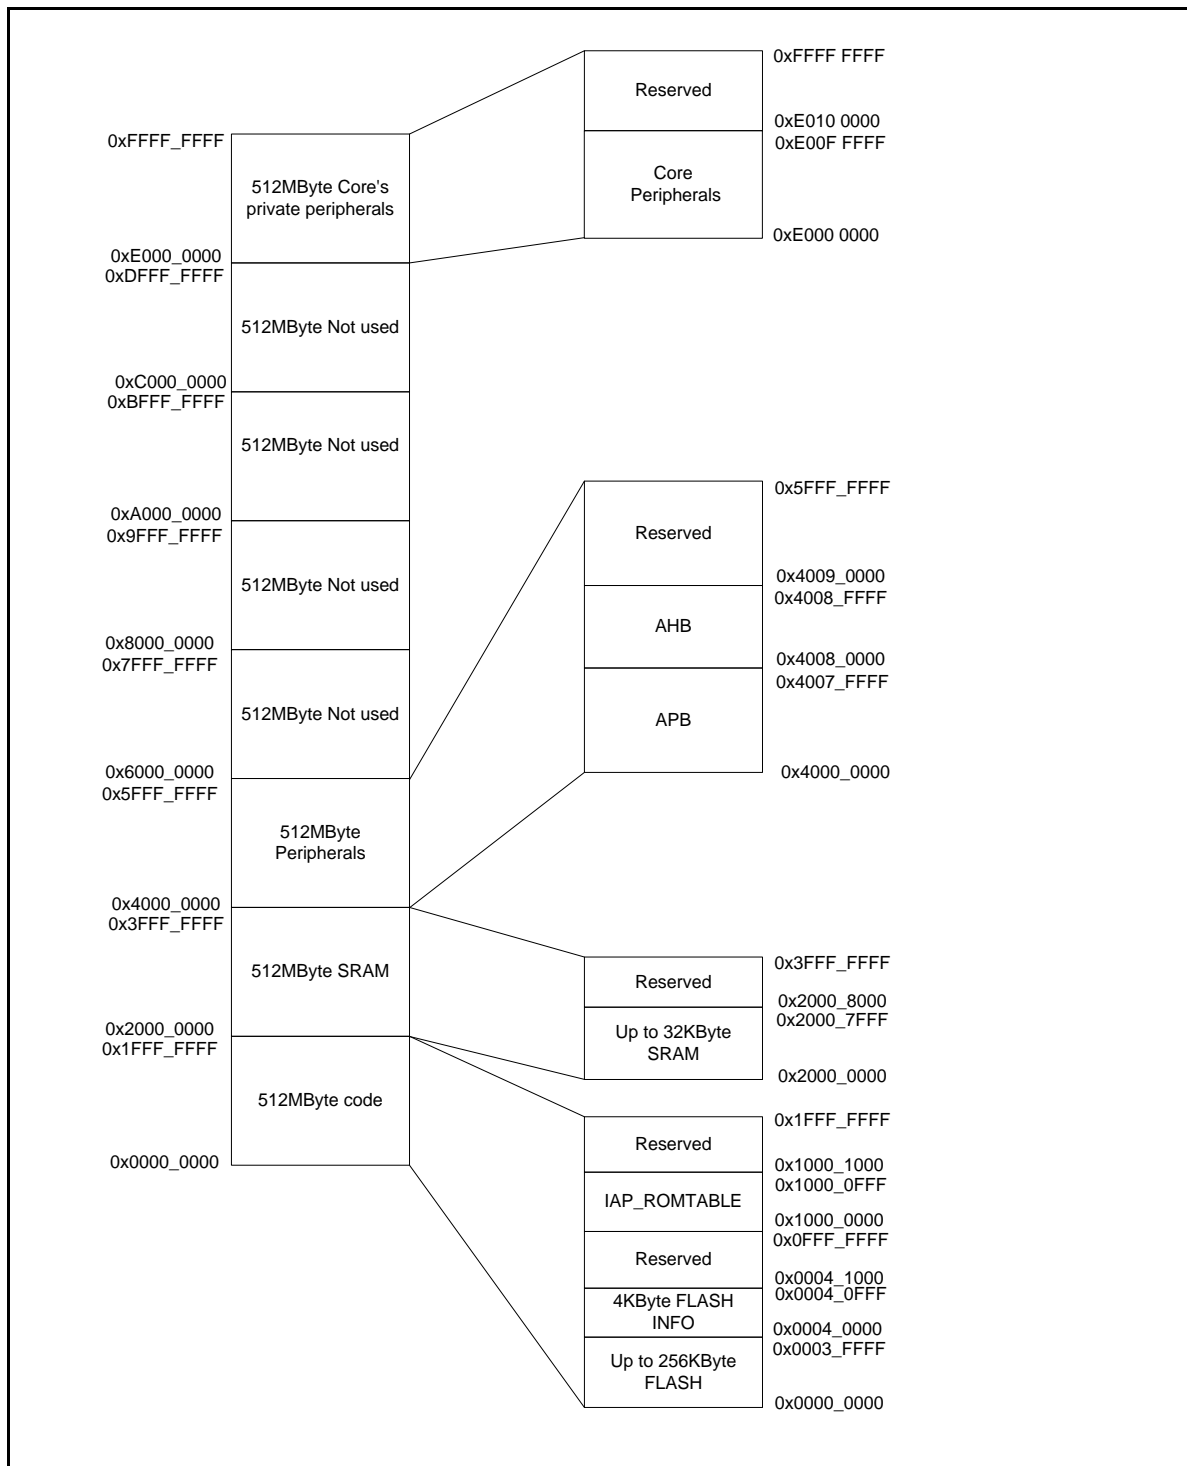 0xFFFF_FFFF
512MByte Core's
private peripherals
0xE000_0000
0xDFFF_FFFF
512MByte Not used
0xC000_0000
0xBFFF_FFFF
512MByte Not used
0xA000_0000
0x9FFF_FFFF
512MByte Not used
0x8000_0000
0x7FFF_FFFF
512MByte Not used
0x6000_0000
0x5FFF_FFFF
512MByte
Peripherals
0x4000_0000
0x3FFF_FFFF
512MByte SRAM
0x2000_0000
0x1FFF_FFFF
512MByte code
0x0000_0000
0xFFFF FFFF
Reserved
0xE010 0000
0xE00F FFFF
Core
Peripherals
0xE000 0000
0x5FFF_FFFF
Reserved
0x4009_0000
0x4008_FFFF
AHB
0x4008_0000
0x4007_FFFF
APB
0x4000_0000
0x3FFF_FFFF
Reserved
0x2000_8000
0x2000_7FFF
Up to 32KByte
SRAM
0x2000_0000
0x1FFF_FFFF
Reserved
0x1000_1000
0x1000_0FFF
IAP_ROMTABLE
0x1000_0000
0x0FFF_FFFF
Reserved
0x0004_1000
0x0004_0FFF
4KByte FLASH
INFO
0x0004_0000
0x0003_FFFF
Up to 256KByte
FLASH
0x0000_0000